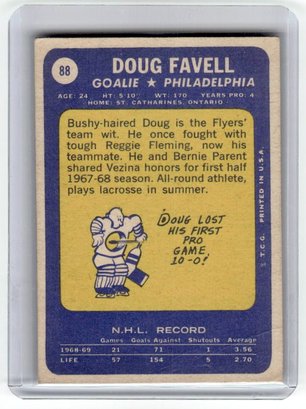 88
DOUG FAVELL
GOALIE ★ PHILADELPHIA
AGE: 24 HT: 5'10" WT: 170 YEARS PRO: 4
HOME: ST. CATHARINES, ONTARIO
Bushy-haired Doug is the Flyers'
team wit. He once fought with
tough Reggie Fleming, now his
teammate. He and Bernie Parent
shared Vezina honors for first half
1967-68 season. All-round athlete,
plays lacrosse in summer.
DOUG LOST
HIS FIRST
PRO
GAME
10-0!
© T.C.G. PRINTED IN U.S.A.
N.H.L. RECORD
Games Goals Against Shutouts Average
1968-69 21 71 1 3.56
LIFE 57 154 5 2.70